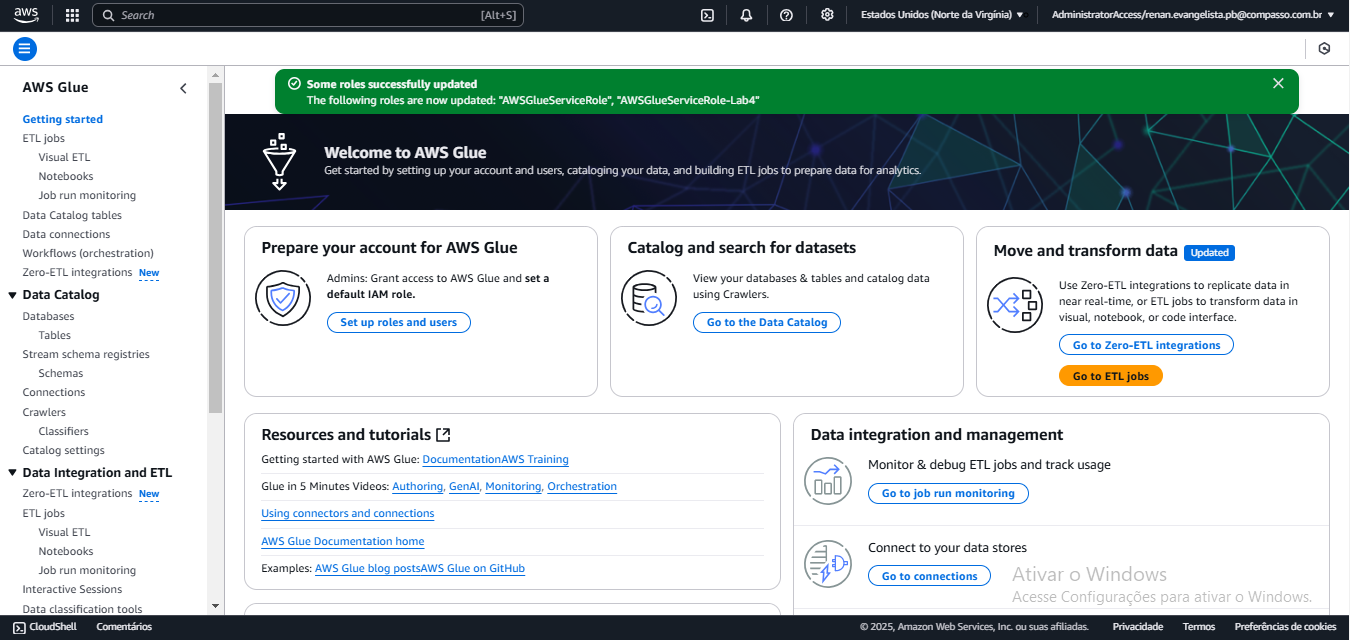 aws
Search
[Alt+S]
Estados Unidos (Norte da Virgínia)
AdministratorAccess/renan.evangelista.pb@compasso.com.br
AWS Glue
Getting started
ETL jobs
Visual ETL
Notebooks
Job run monitoring
Data Catalog tables
Data connections
Workflows (orchestration)
Zero-ETL integrations New
Data Catalog
Databases
Tables
Stream schema registries
Schemas
Connections
Crawlers
Classifiers
Catalog settings
Data Integration and ETL
Zero-ETL integrations New
ETL jobs
Visual ETL
Notebooks
Job run monitoring
Interactive Sessions
Data classification tools
Some roles successfully updated
The following roles are now updated: "AWSGlueServiceRole", "AWSGlueServiceRole-Lab4"
Welcome to AWS Glue
Get started by setting up your account and users, cataloging your data, and building ETL jobs to prepare data for analytics.
Prepare your account for AWS Glue
Admins: Grant access to AWS Glue and set a
default IAM role.
Set up roles and users
Catalog and search for datasets
View your databases & tables and catalog data
using Crawlers.
Go to the Data Catalog
Move and transform data Updated
Use Zero-ETL integrations to replicate data in
near real-time, or ETL jobs to transform data in
visual, notebook, or code interface.
Go to Zero-ETL integrations
Go to ETL jobs
Resources and tutorials
Getting started with AWS Glue: DocumentationAWS Training
Glue in 5 Minutes Videos: Authoring, GenAI, Monitoring, Orchestration
Using connectors and connections
AWS Glue Documentation home
Examples: AWS Glue blog postsAWS Glue on GitHub
Data integration and management
Monitor & debug ETL jobs and track usage
Go to job run monitoring
Connect to your data stores
Go to connections
Ativar o Windows
Acesse Configurações para ativar o Windows.
CloudShell
Comentários
© 2025, Amazon Web Services, Inc. ou suas afiliadas.
Privacidade
Termos
Preferências de cookies